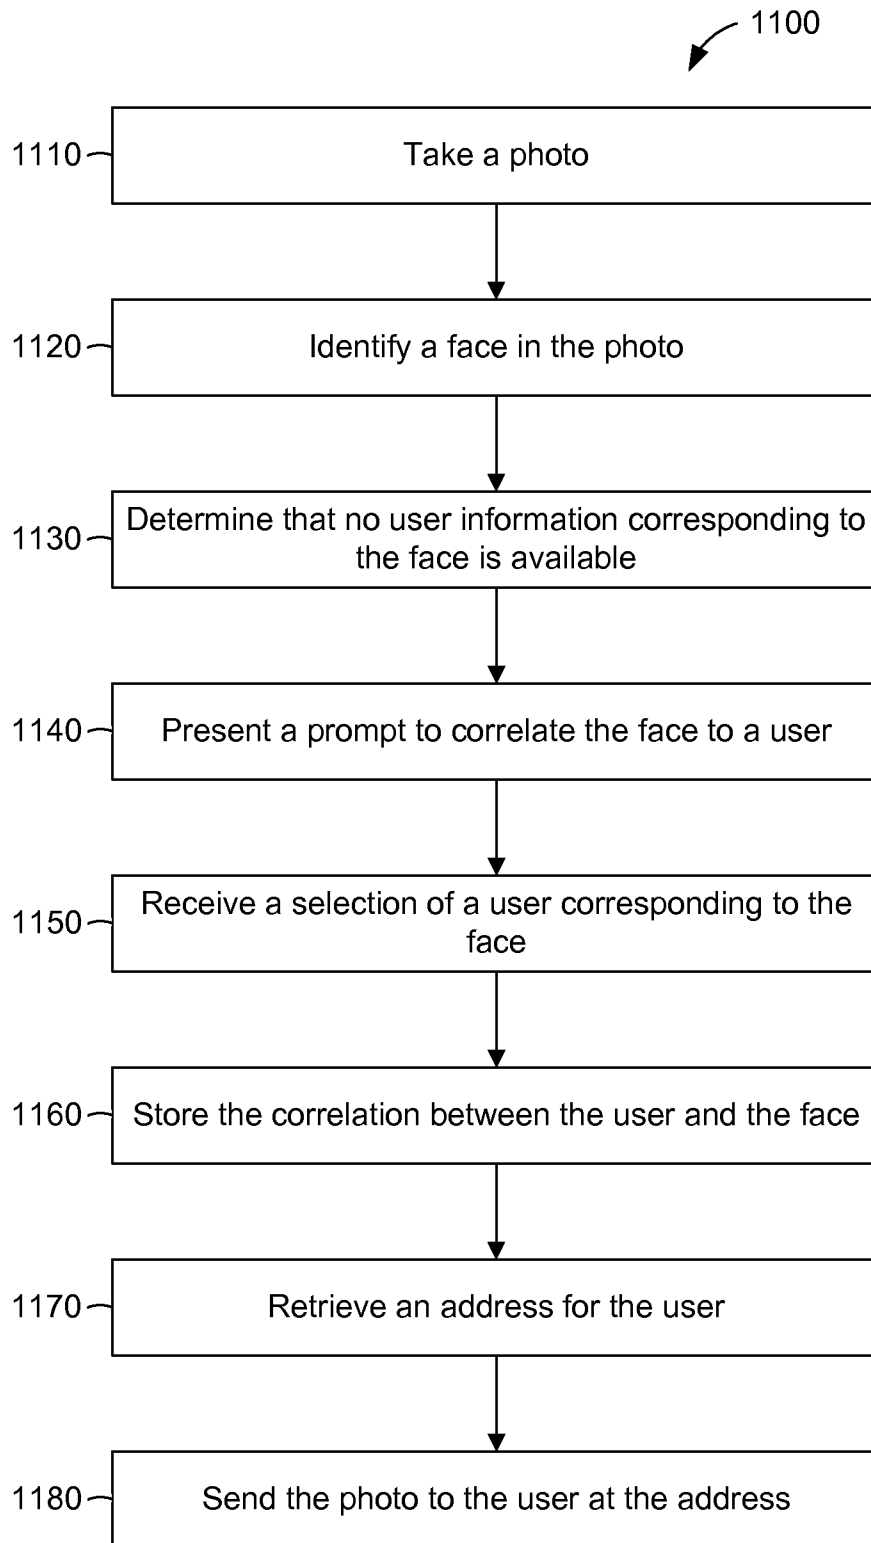 1100
1110
Take a photo
1120
Identify a face in the photo
1130
Determine that no user information corresponding to
the face is available
1140
Present a prompt to correlate the face to a user
1150
Receive a selection of a user corresponding to the
face
1160
Store the correlation between the user and the face
1170
Retrieve an address for the user
1180
Send the photo to the user at the address